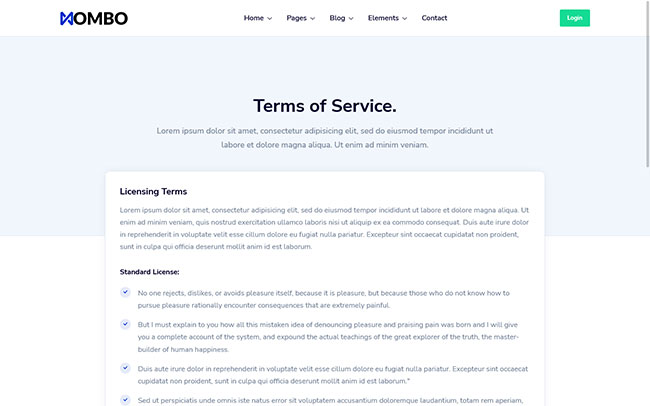 MOMBO
Home Pages Blog Elements Contact
Login
Terms of Service.
Lorem ipsum dolor sit amet, consectetur adipisicing elit, sed do eiusmod tempor incididunt ut
labore et dolore magna aliqua. Ut enim ad minim veniam.
Licensing Terms
Lorem ipsum dolor sit amet, consectetur adipisicing elit, sed do eiusmod tempor incididunt ut labore et dolore magna aliqua. Ut
enim ad minim veniam, quis nostrud exercitation ullamco laboris nisi ut aliquip ex ea commodo consequat. Duis aute irure dolor
in reprehenderit in voluptate velit esse cillum dolore eu fugiat nulla pariatur. Excepteur sint occaecat cupidatat non proident,
sunt in culpa qui officia deserunt mollit anim id est laborum.
Standard License:
No one rejects, dislikes, or avoids pleasure itself, because it is pleasure, but because those who do not know how to
pursue pleasure rationally encounter consequences that are extremely painful.
But I must explain to you how all this mistaken idea of denouncing pleasure and praising pain was born and I will give
you a complete account of the system, and expound the actual teachings of the great explorer of the truth, the master-
builder of human happiness.
Duis aute irure dolor in reprehenderit in voluptate velit esse cillum dolore eu fugiat nulla pariatur. Excepteur sint occaecat
cupidatat non proident, sunt in culpa qui officia deserunt mollit anim id est laborum."
Sed ut perspiciatis unde omnis iste natus error sit voluptatem accusantium doloremque laudantium, totam rem aperiam,